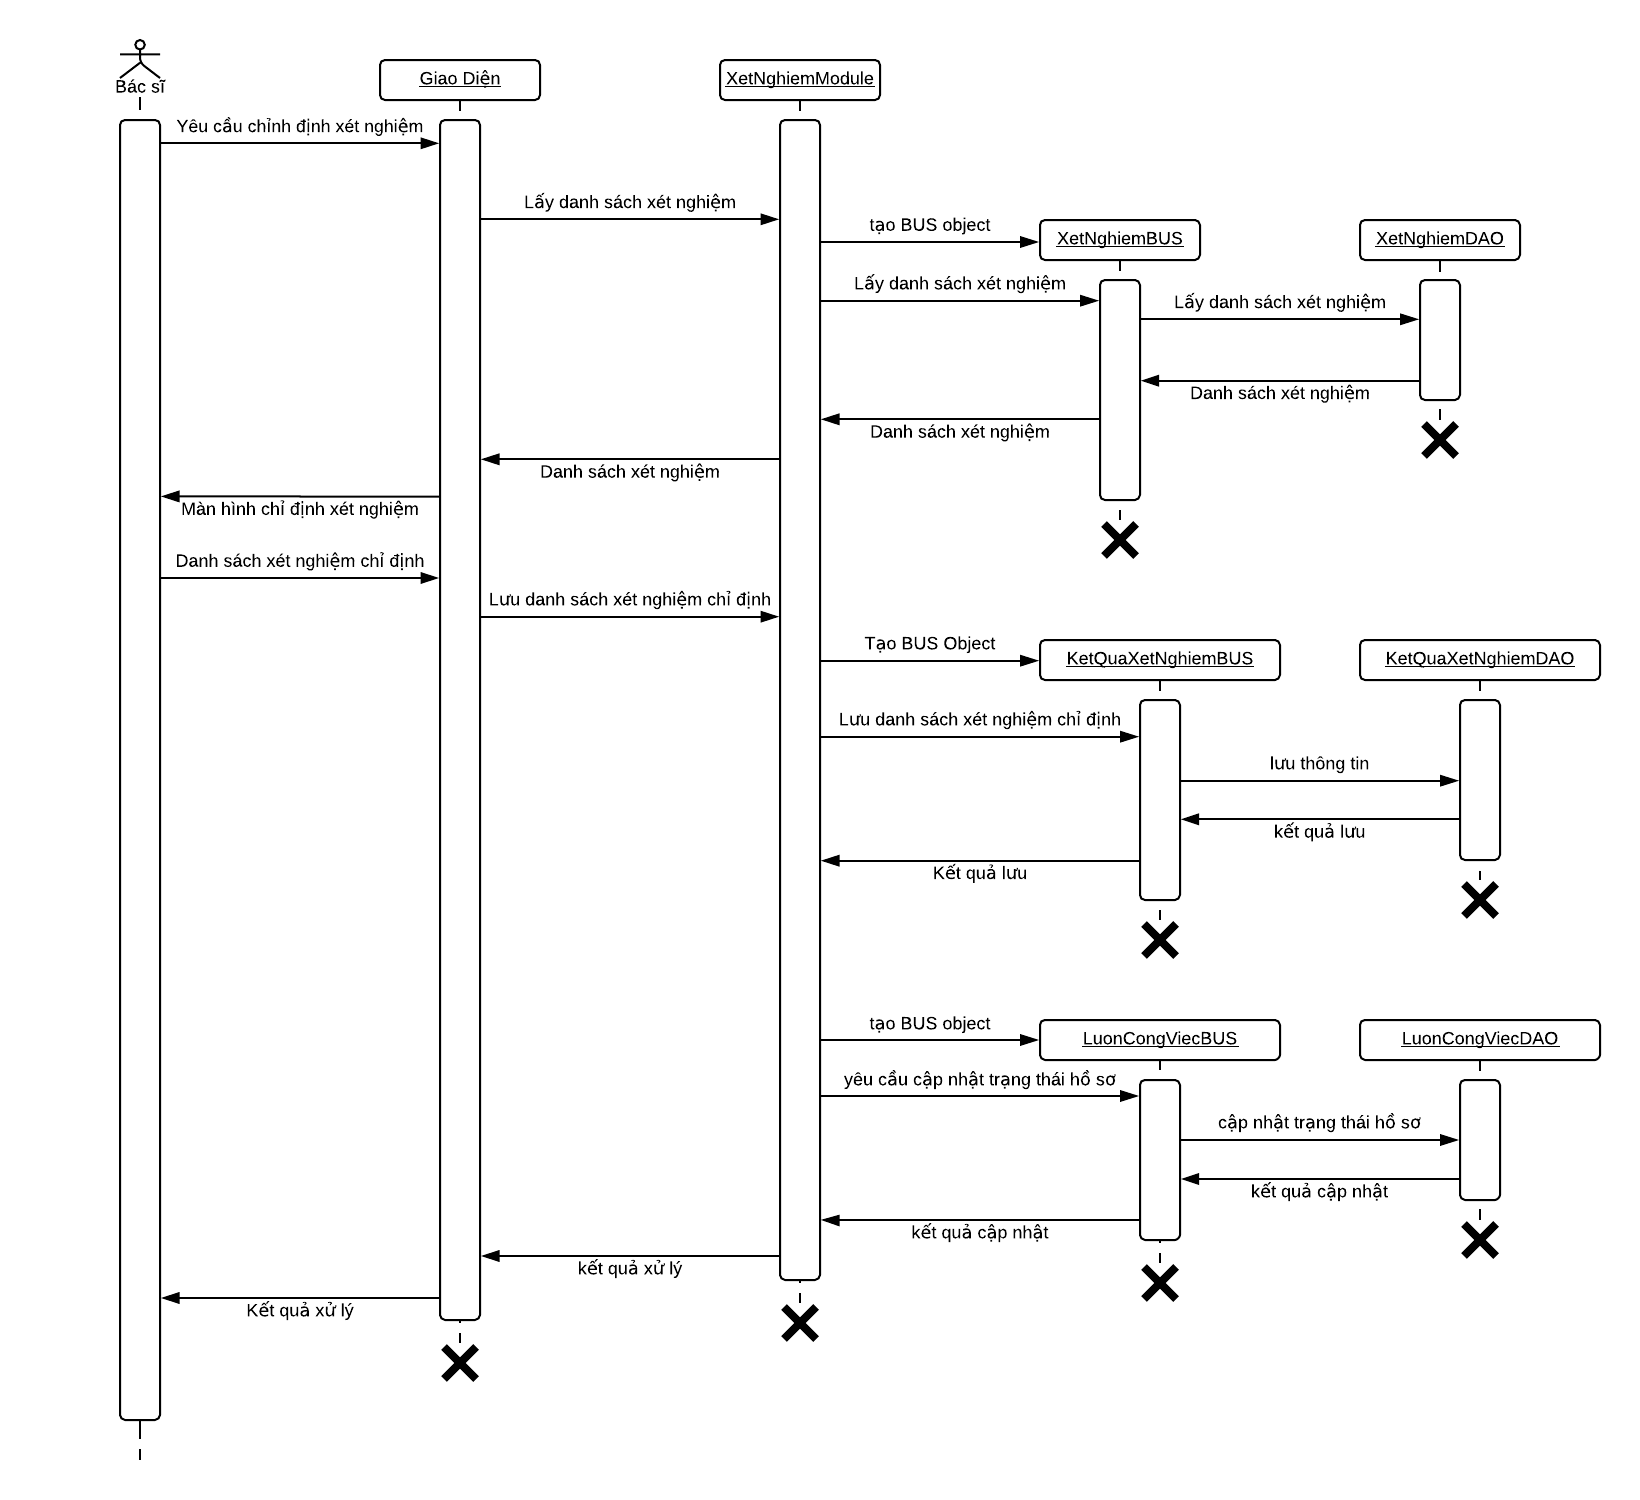 Bác sĩ
Giao Diện
XetNghiemModule
Yêu cầu chỉnh định xét nghiệm
Lấy danh sách xét nghiệm
tạo BUS object
XetNghiemBUS
XetNghiemDAO
Lấy danh sách xét nghiệm
Lấy danh sách xét nghiệm
Danh sách xét nghiệm
Danh sách xét nghiệm
Danh sách xét nghiệm
Màn hình chỉ định xét nghiệm
Danh sách xét nghiệm chỉ định
Lưu danh sách xét nghiệm chỉ định
Tạo BUS Object
KetQuaXetNghiemBUS
KetQuaXetNghiemDAO
Lưu danh sách xét nghiệm chỉ định
lưu thông tin
kết quả lưu
Kết quả lưu
tạo BUS object
LuonCongViecBUS
LuonCongViecDAO
yêu cầu cập nhật trạng thái hồ sơ
cập nhật trạng thái hồ sơ
kết quả cập nhật
kết quả cập nhật
kết quả xử lý
Kết quả xử lý